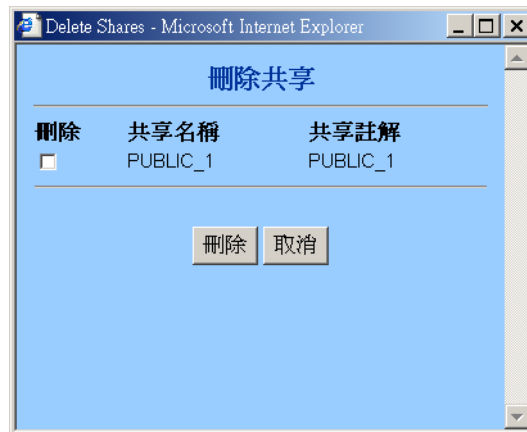 Delete Shares - Microsoft Internet Explorer
刪除共享
刪除 共享名稱 共享註解
PUBLIC_1 PUBLIC_1
刪除 取消